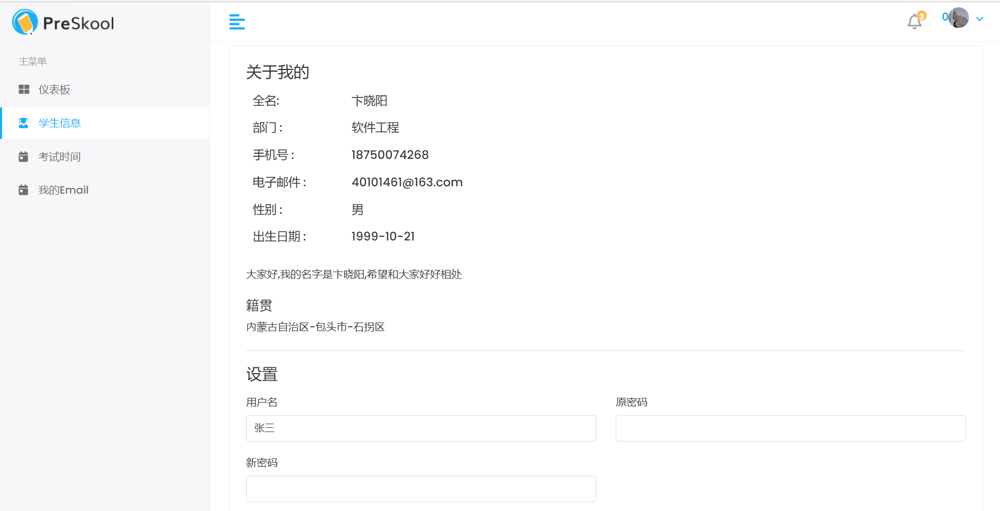 PreSkool
3
0
主菜单
仪表板
学生信息
考试时间
我的Email
关于我的
全名: 卞晓阳
部门 : 软件工程
手机号 : 18750074268
电子邮件 : 40101461@163.com
性别 : 男
出生日期 : 1999-10-21
大家好,我的名字是卞晓阳,希望和大家好好相处
籍贯
内蒙古自治区-包头市-石拐区
设置
用户名 原密码
张三
新密码